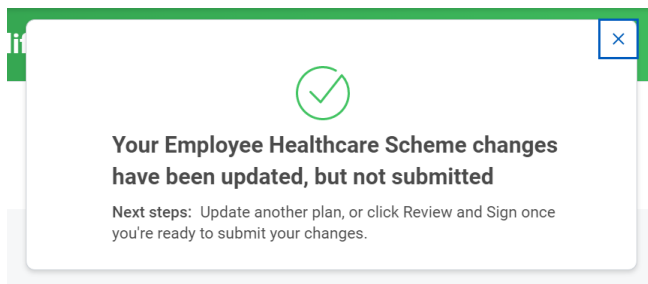 Your Employee Healthcare Scheme changes
have been updated, but not submitted
Next steps: Update another plan, or click Review and Sign once
you're ready to submit your changes.